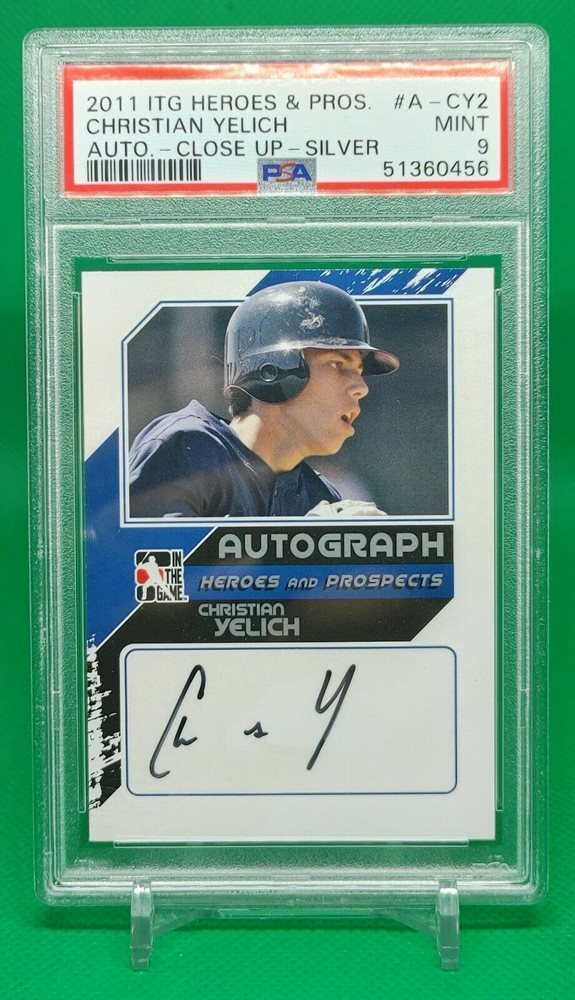 2011 ITG HEROES & PROS. #A-CY2
CHRISTIAN YELICH MINT
AUTO.-CLOSE UP-SILVER 9
PSA 51360456
AUTOGRAPH
IN THE GAME
HEROES AND PROSPECTS
CHRISTIAN
YELICH
Ch s Y